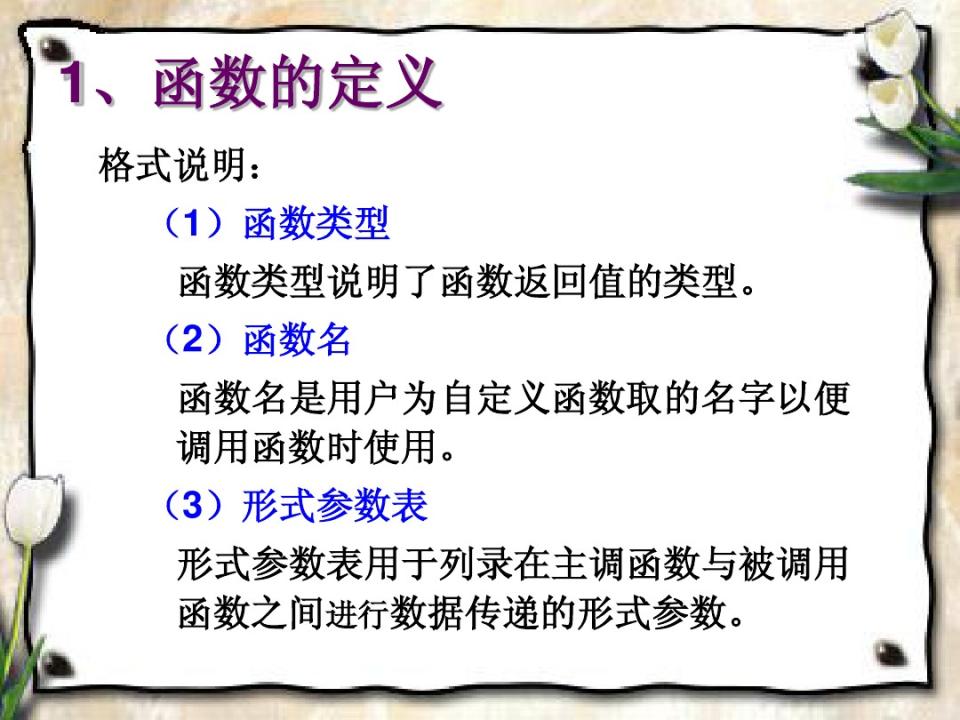 1、函数的定义
格式说明：
（1）函数类型
函数类型说明了函数返回值的类型。
（2）函数名
函数名是用户为自定义函数取的名字以便
调用函数时使用。
（3）形式参数表
形式参数表用于列录在主调函数与被调用
函数之间进行数据传递的形式参数。